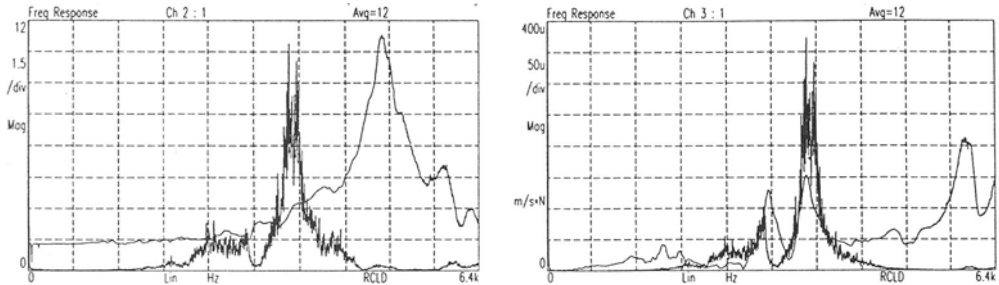 Freq Response Ch 2 : 1 Avg=12
12
1.5
/div
Mag
0
0 Lin Hz RCLD 6.4k
Freq Response Ch 3 : 1 Avg=12
400u
50u
/div
Mag
m/s•N
0
0 Lin Hz RCLD 6.4k